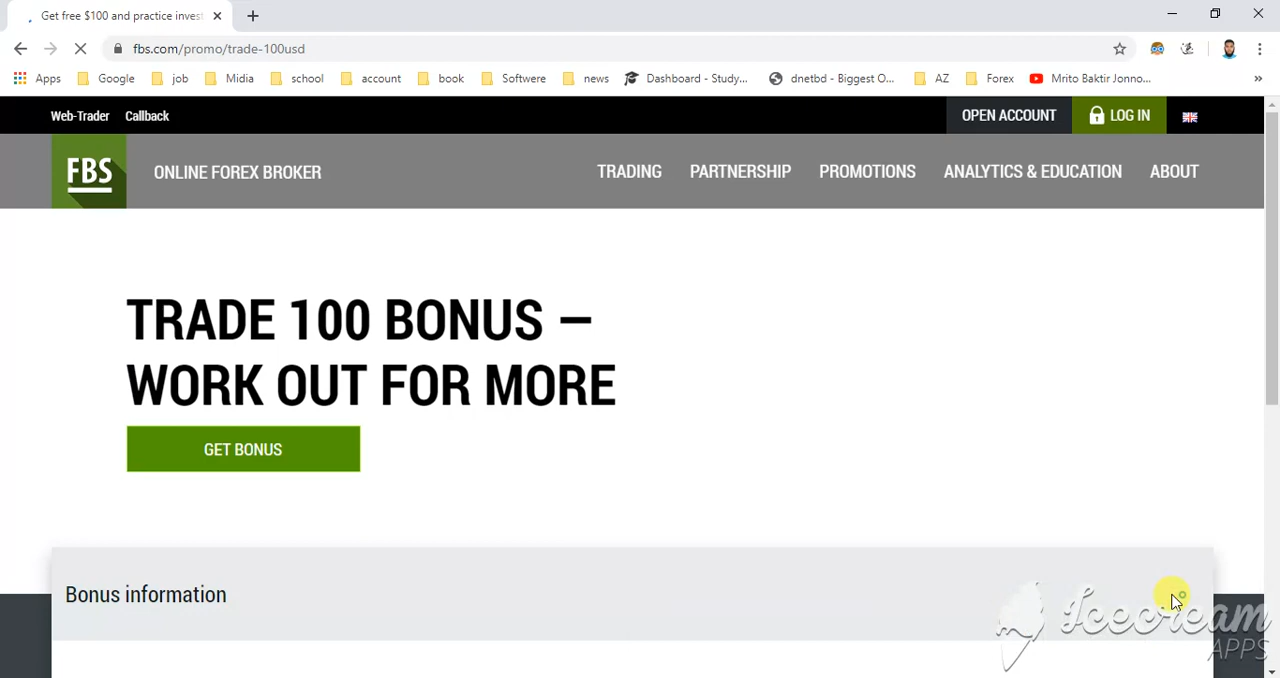 Get free $100 and practice invest
fbs.com/promo/trade-100usd
Apps Google job Midia school account book Softwere news Dashboard - Study... dnetbd - Biggest O... AZ Forex Mrito Baktir Jonno... »
Web-Trader Callback OPEN ACCOUNT LOG IN
FBS ONLINE FOREX BROKER TRADING PARTNERSHIP PROMOTIONS ANALYTICS & EDUCATION ABOUT
TRADE 100 BONUS –
WORK OUT FOR MORE
GET BONUS
Bonus information
Icecream
APPS